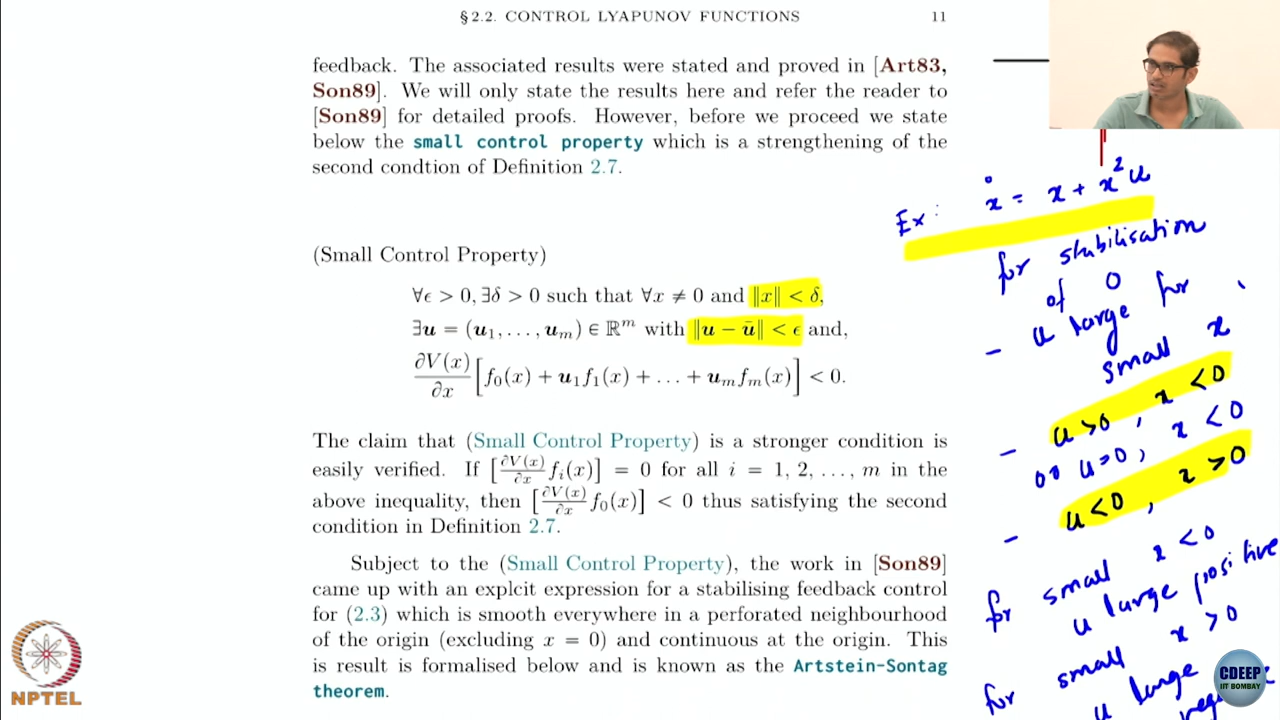 §2.2. CONTROL LYAPUNOV FUNCTIONS 11
feedback. The associated results were stated and proved in [Art83,
Son89]. We will only state the results here and refer the reader to
[Son89] for detailed proofs. However, before we proceed we state
below the small control property which is a strengthening of the
second condtion of Definition 2.7.
(Small Control Property)
∀ϵ > 0, ∃δ > 0 such that ∀x ≠ 0 and ‖x‖ < δ,
∃u = (u₁, . . . , uₘ) ∈ ℝᵐ with ‖u − ū‖ < ϵ and,
∂V(x)/∂x [f₀(x) + u₁f₁(x) + . . . + uₘfₘ(x)] < 0.
The claim that (Small Control Property) is a stronger condition is
easily verified. If [∂V(x)/∂x fᵢ(x)] = 0 for all i = 1, 2, . . . , m in the
above inequality, then [∂V(x)/∂x f₀(x)] < 0 thus satisfying the second
condition in Definition 2.7.
Subject to the (Small Control Property), the work in [Son89]
came up with an explcit expression for a stabilising feedback control
for (2.3) which is smooth everywhere in a perforated neighbourhood
of the origin (excluding x = 0) and continuous at the origin. This
is result is formalised below and is known as the Artstein-Sontag
theorem.
Ex: ẋ = x + x²u
for stabilisation
of 0
- u large for
small x
- u > 0, x < 0
or u=0, x < 0
- u < 0, x > 0
for small x < 0
u large positive
for small x > 0
u large
NPTEL
CDEEP
IIT BOMBAY